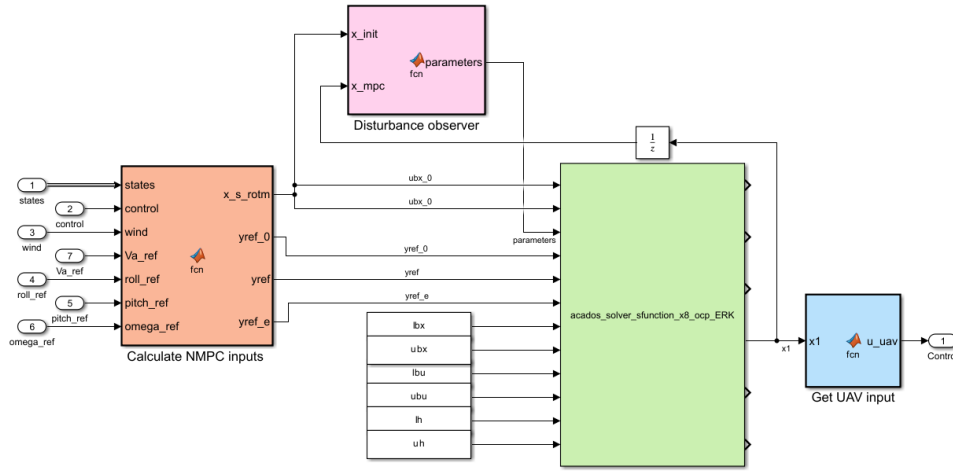 x_init
x_mpc
fcn
parameters
Disturbance observer
1
z
1
states
2
control
3
wind
7
Va_ref
4
roll_ref
5
pitch_ref
6
omega_ref
states
control
wind
Va_ref
roll_ref
pitch_ref
omega_ref
fcn
x_s_rotm
yref_0
yref
yref_e
Calculate NMPC inputs
ubx_0
ubx_0
parameters
yref_0
yref
yref_e
lbx
ubx
lbu
ubu
lh
uh
acados_solver_sfunction_x8_ocp_ERK
x1
x1
fcn
u_uav
Get UAV input
1
Contro